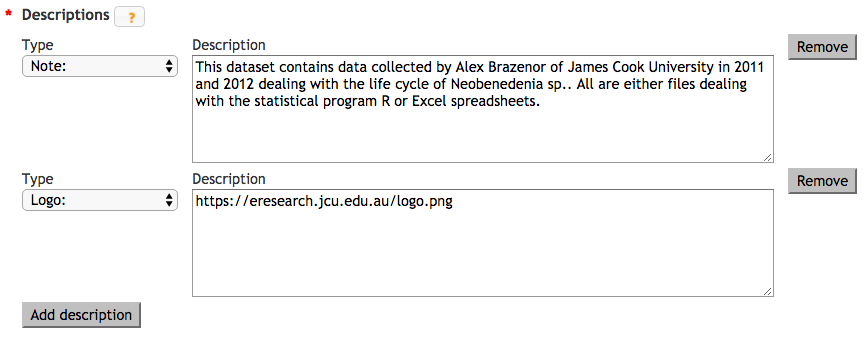 * Descriptions ?
Type Description Remove
Note: This dataset contains data collected by Alex Brazenor of James Cook University in 2011
and 2012 dealing with the life cycle of Neobenedenia sp.. All are either files dealing
with the statistical program R or Excel spreadsheets.
Type Description Remove
Logo: https://eresearch.jcu.edu.au/logo.png
Add description